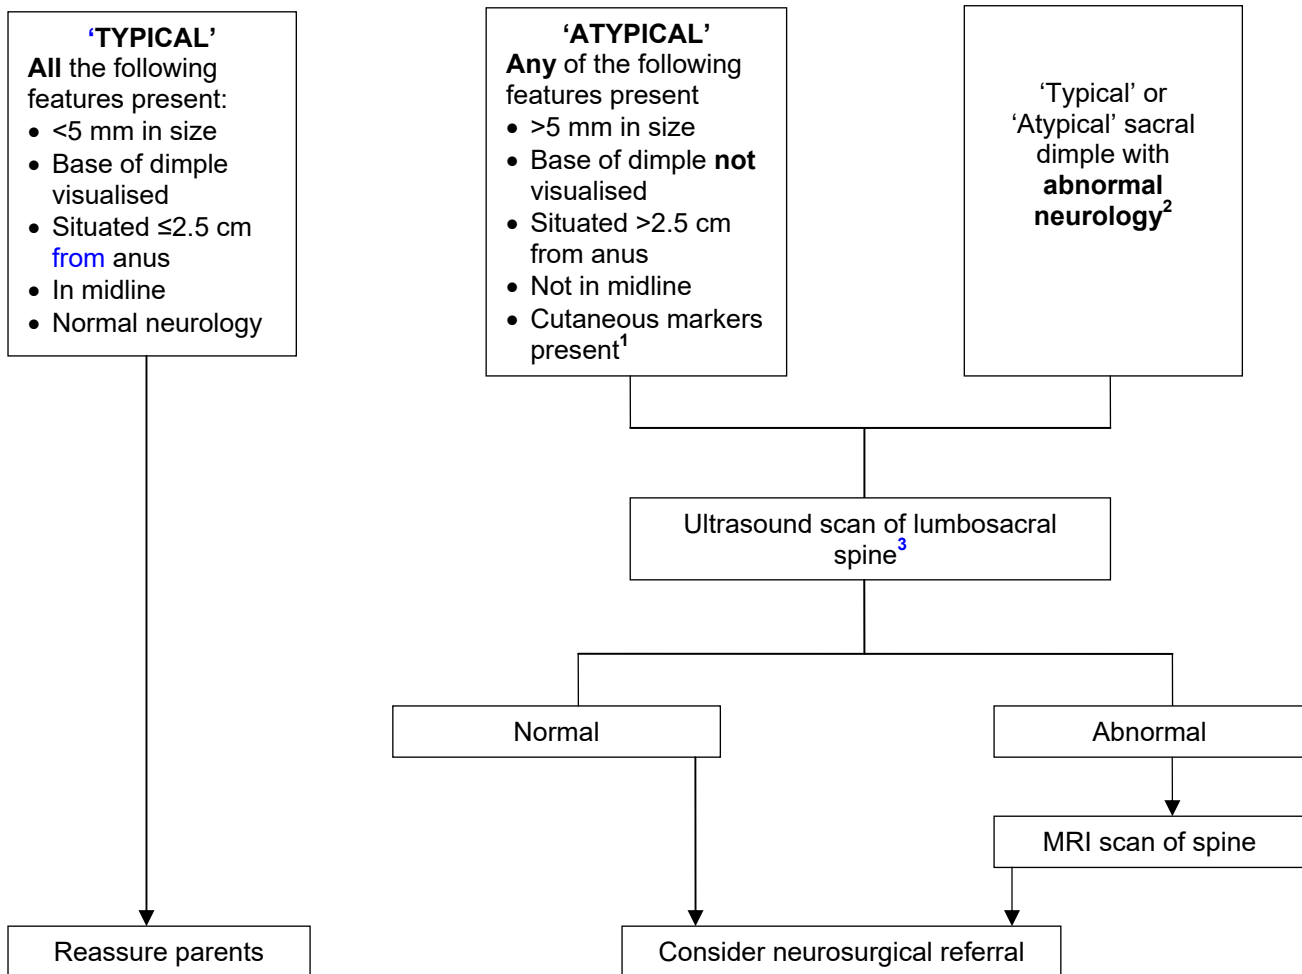 ‘TYPICAL’
All the following
features present:
• <5 mm in size
• Base of dimple
visualised
• Situated ≤2.5 cm
from anus
• In midline
• Normal neurology
‘ATYPICAL’
Any of the following
features present
• >5 mm in size
• Base of dimple not
visualised
• Situated >2.5 cm
from anus
• Not in midline
• Cutaneous markers
present1
‘Typical’ or
‘Atypical’ sacral
dimple with
abnormal
neurology2
Ultrasound scan of lumbosacral
spine3
Normal
Abnormal
MRI scan of spine
Reassure parents
Consider neurosurgical referral